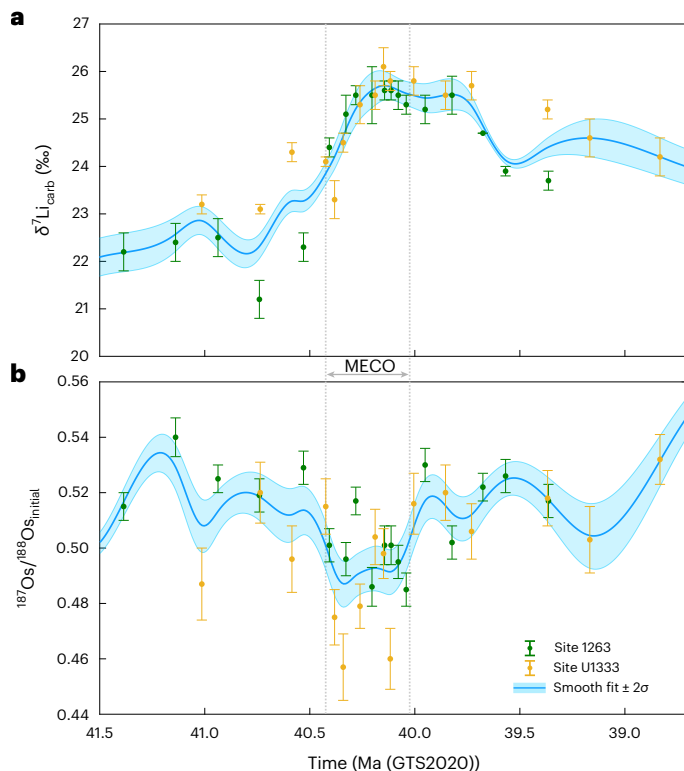 a
27
26
25
24
23
22
21
20
δ⁷Li_carb (‰)
MECO
b
0.56
0.54
0.52
0.50
0.48
0.46
0.44
¹⁸⁷Os/¹⁸⁸Os_initial
Site 1263
Site U1333
Smooth fit ± 2σ
41.5 41.0 40.5 40.0 39.5 39.0
Time (Ma (GTS2020))